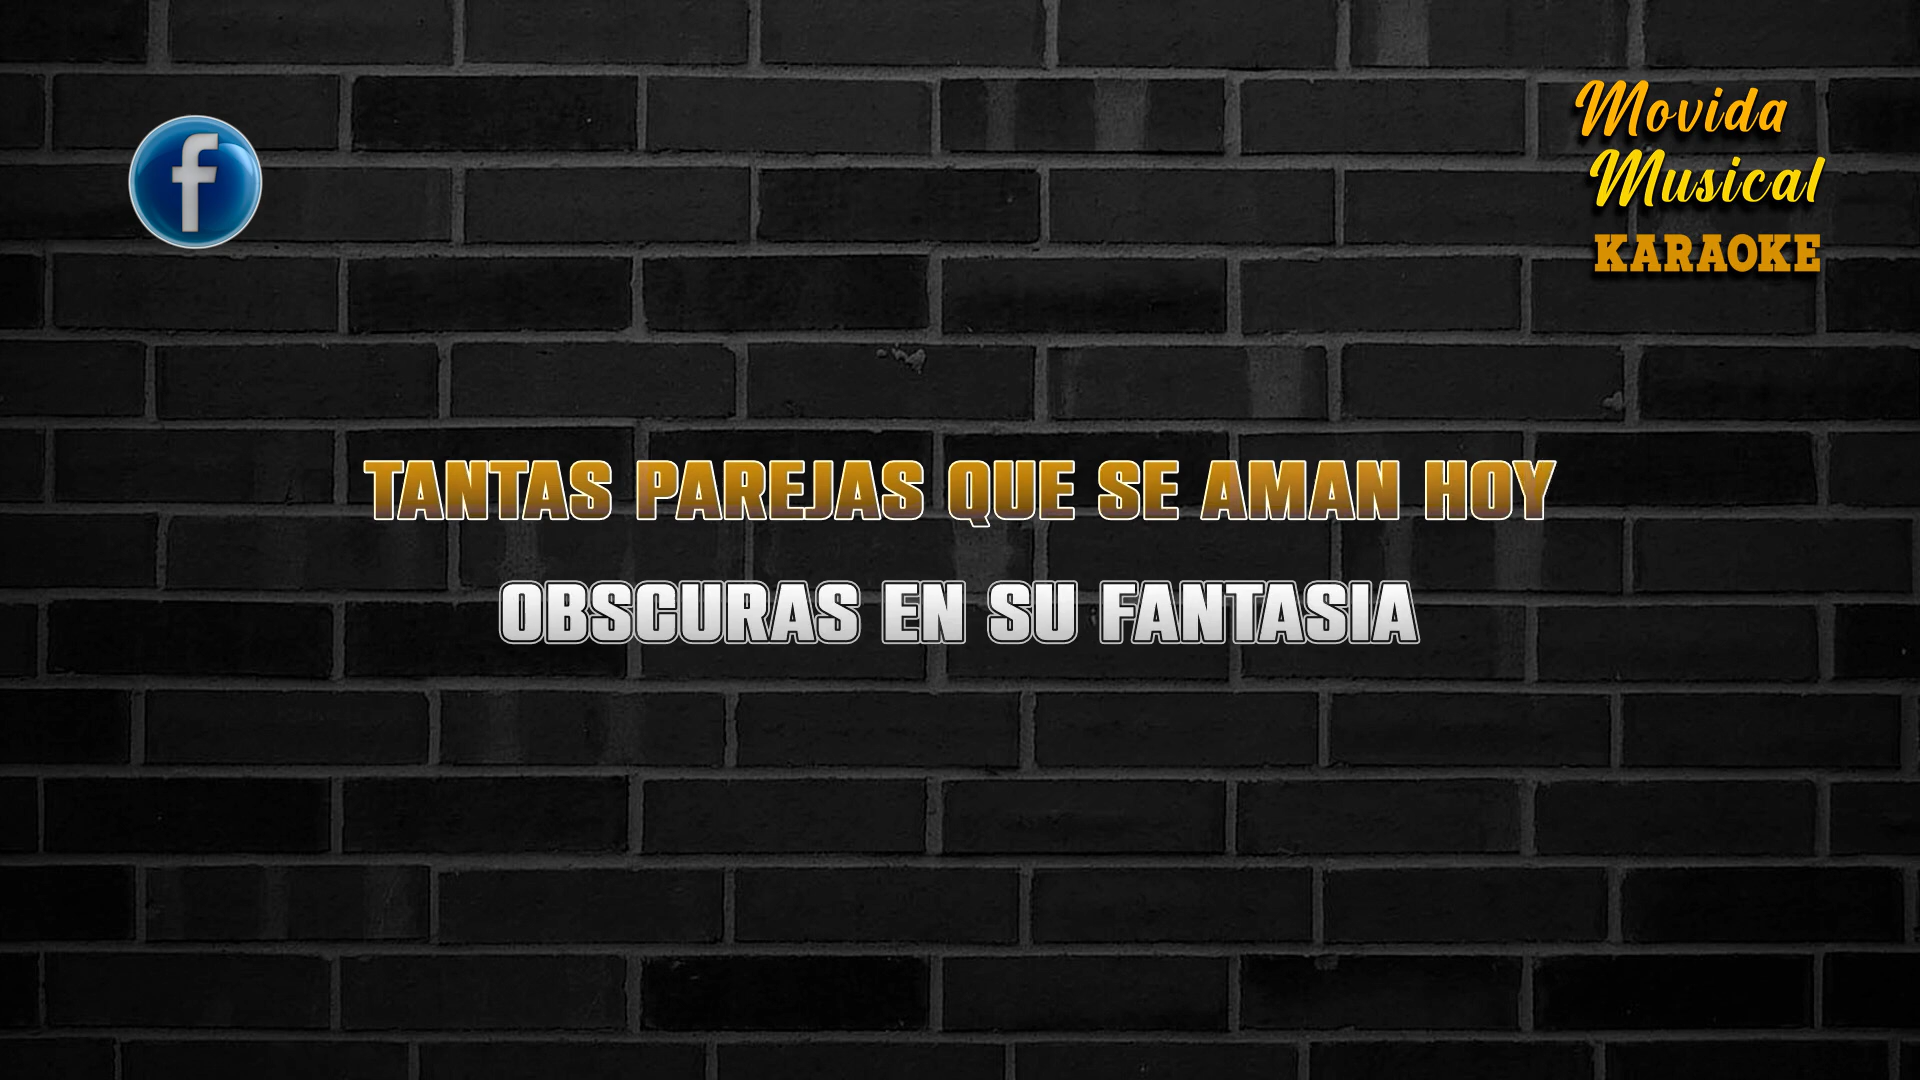 f
Movida
Musical
KARAOKE
TANTAS PAREJAS QUE SE AMAN HOY
OBSCURAS EN SU FANTASIA